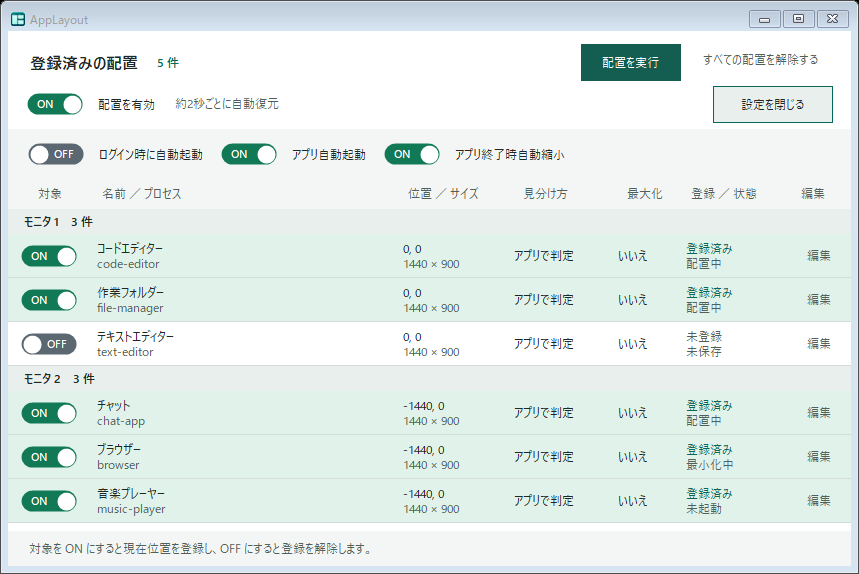 AppLayout
登録済みの配置 5 件
配置を実行
すべての配置を解除する
ON 配置を有効 約2秒ごとに自動復元
設定を閉じる
OFF ログイン時に自動起動 ON アプリ自動起動 ON アプリ終了時自動縮小
対象 名前 ／ プロセス 位置 ／ サイズ 見分け方 最大化 登録 ／ 状態 編集
モニタ 1 3 件
ON コードエディター 0, 0 アプリで判定 いいえ 登録済み 編集
code-editor 1440 × 900 配置中
ON 作業フォルダー 0, 0 アプリで判定 いいえ 登録済み 編集
file-manager 1440 × 900 配置中
OFF テキストエディター 0, 0 アプリで判定 いいえ 未登録 編集
text-editor 1440 × 900 未保存
モニタ 2 3 件
ON チャット -1440, 0 アプリで判定 いいえ 登録済み 編集
chat-app 1440 × 900 配置中
ON ブラウザー -1440, 0 アプリで判定 いいえ 登録済み 編集
browser 1440 × 900 最小化中
ON 音楽プレーヤー -1440, 0 アプリで判定 いいえ 登録済み 編集
music-player 1440 × 900 未起動
対象を ON にすると現在位置を登録し、OFF にすると登録を解除します。